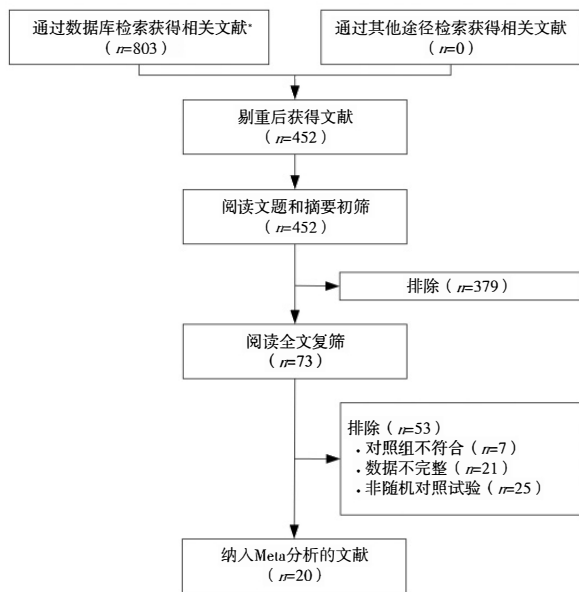 通过数据库检索获得相关文献*
（n=803）
通过其他途径检索获得相关文献
（n=0）
剔重后获得文献
（n=452）
阅读文题和摘要初筛
（n=452）
排除（n=379）
阅读全文复筛
（n=73）
排除（n=53）
・对照组不符合（n=7）
・数据不完整（n=21）
・非随机对照试验（n=25）
纳入Meta分析的文献
（n=20）